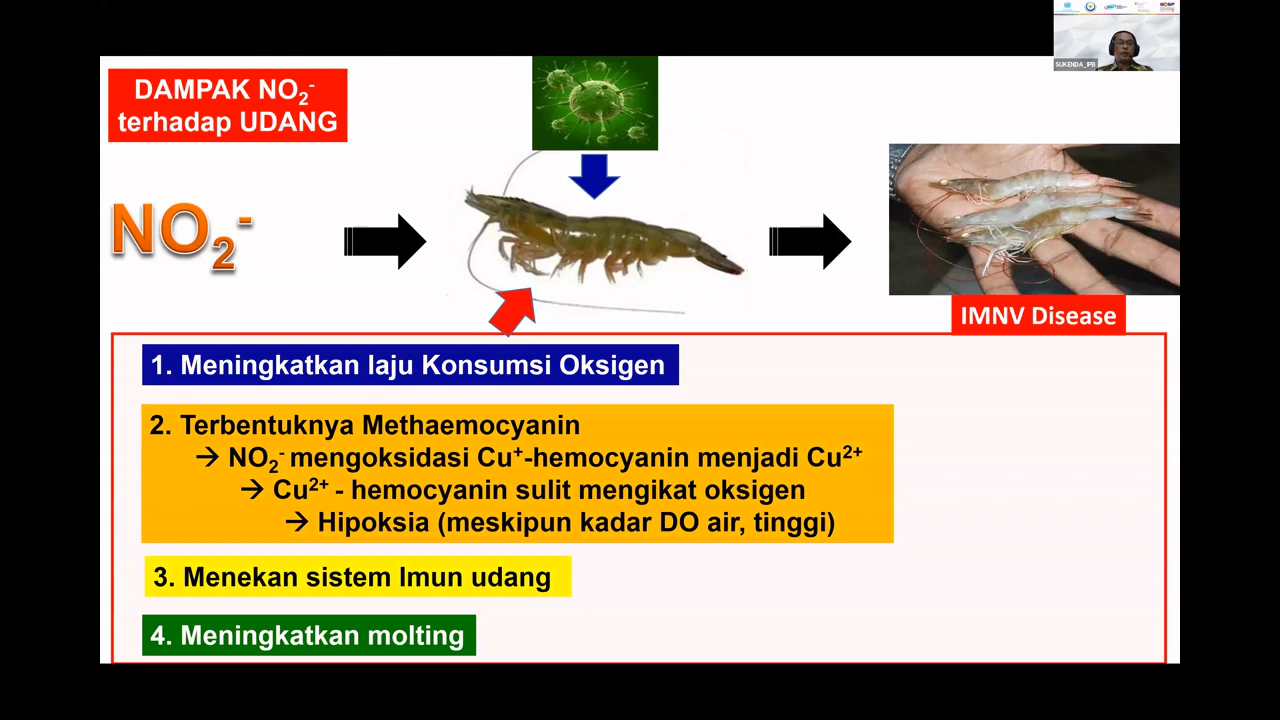 DAMPAK NO₂⁻
terhadap UDANG
NO₂⁻
SUKENDA_IPB
IMNV Disease
1. Meningkatkan laju Konsumsi Oksigen
2. Terbentuknya Methaemocyanin
→ NO₂⁻ mengoksidasi Cu⁺-hemocyanin menjadi Cu²⁺
→ Cu²⁺ - hemocyanin sulit mengikat oksigen
→ Hipoksia (meskipun kadar DO air, tinggi)
3. Menekan sistem Imun udang
4. Meningkatkan molting